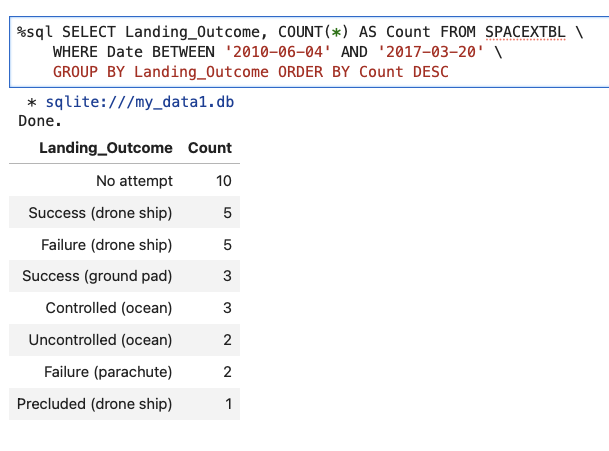 %sql SELECT Landing_Outcome, COUNT(*) AS Count FROM SPACEXTBL \
WHERE Date BETWEEN '2010-06-04' AND '2017-03-20' \
GROUP BY Landing_Outcome ORDER BY Count DESC
* sqlite:///my_data1.db
Done.
Landing_Outcome Count
No attempt 10
Success (drone ship) 5
Failure (drone ship) 5
Success (ground pad) 3
Controlled (ocean) 3
Uncontrolled (ocean) 2
Failure (parachute) 2
Precluded (drone ship) 1